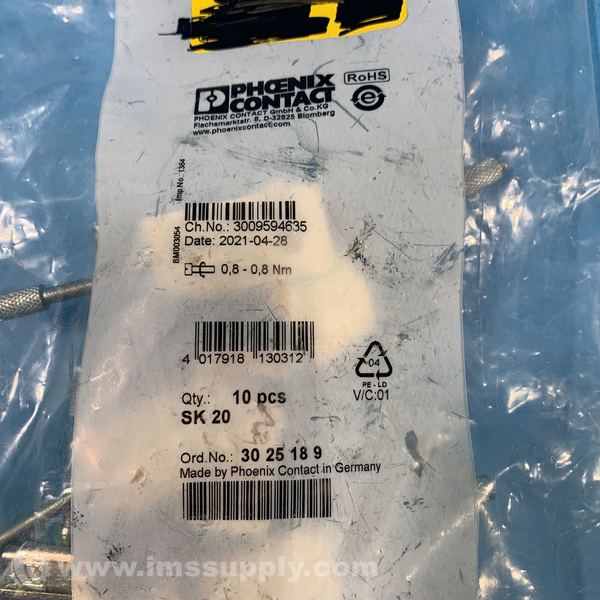 PHOENIX
CONTACT
RoHS
e
PHOENIX CONTACT GmbH & Co.KG
Flachsmarktstr. 8, D-32825 Blomberg
www.phoenixcontact.com
Insp.No.: 1364
BM003054
Ch.No.: 3009594635
Date: 2021-04-28
0,8 - 0,8 Nm
4 017918 130312
04
PE-LD
V/C:01
Qty.: 10 pcs
SK 20
Ord.No.: 30 25 18 9
Made by Phoenix Contact in Germany
www.imssupply.com